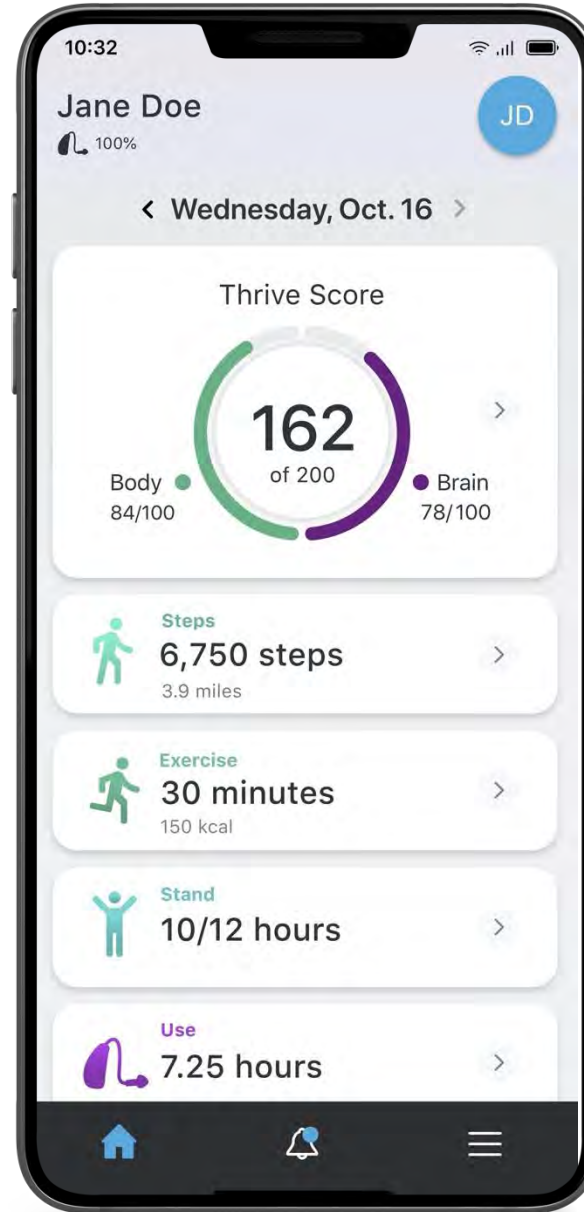 10:32
Jane Doe
JD
100%
Wednesday, Oct. 16
Thrive Score
162
of 200
Body
84/100
Brain
78/100
Steps
6,750 steps
3.9 miles
Exercise
30 minutes
150 kcal
Stand
10/12 hours
Use
7.25 hours